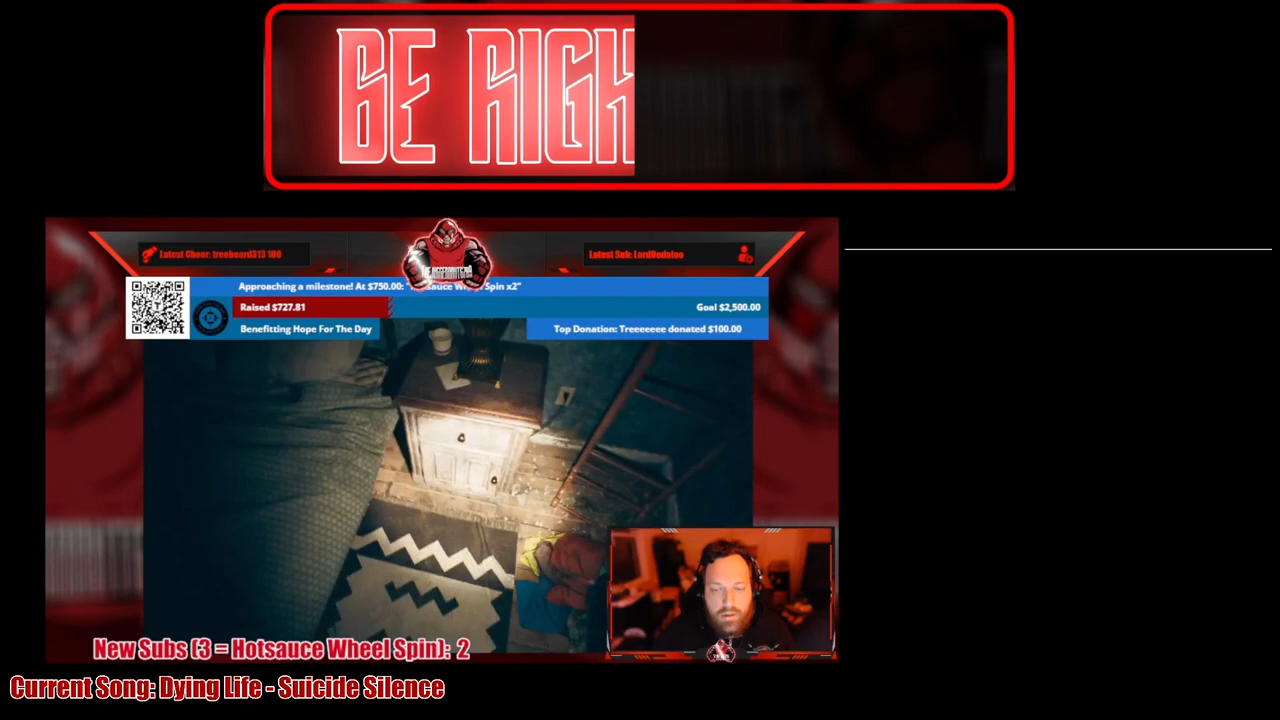 BE RIGH
Latest Cheer: treebeard313 100
Latest Sub: LordDodaloo
Approaching a milestone! At $750.00: Spin x2"
Raised $727.81
Goal $2,500.00
Benefitting Hope For The Day
Top Donation: Treeeeeee donated $100.00
New Subs (3 = Hotsauce Wheel Spin): 2
Current Song: Dying Life - Suicide Silence